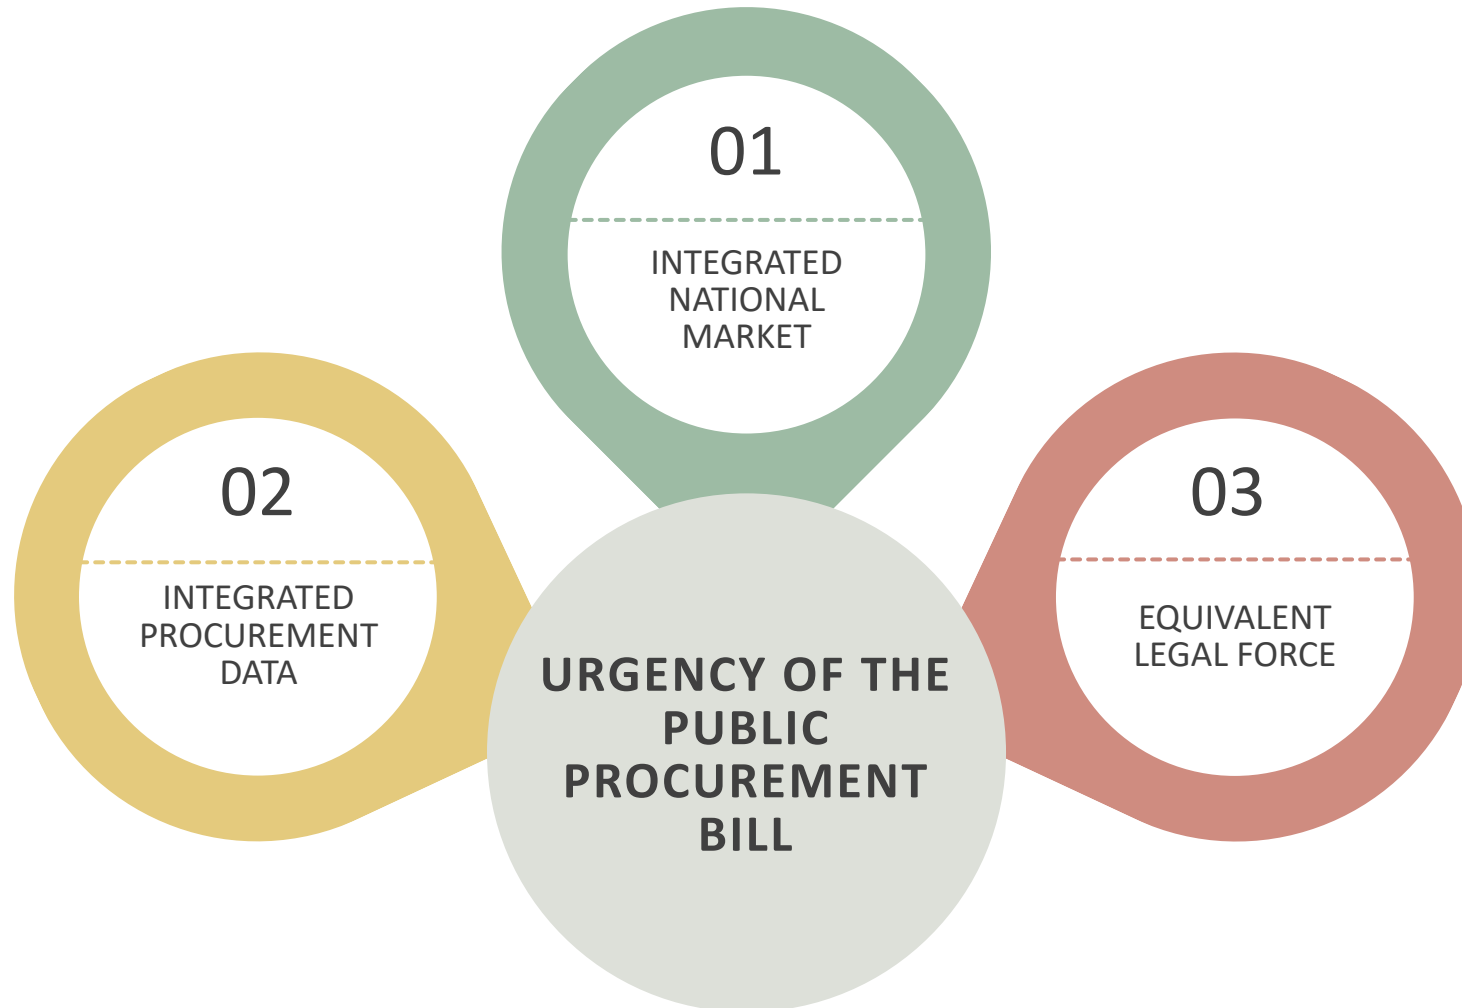 01
INTEGRATED
NATIONAL
MARKET
02
INTEGRATED
PROCUREMENT
DATA
03
EQUIVALENT
LEGAL FORCE
URGENCY OF THE
PUBLIC
PROCUREMENT
BILL